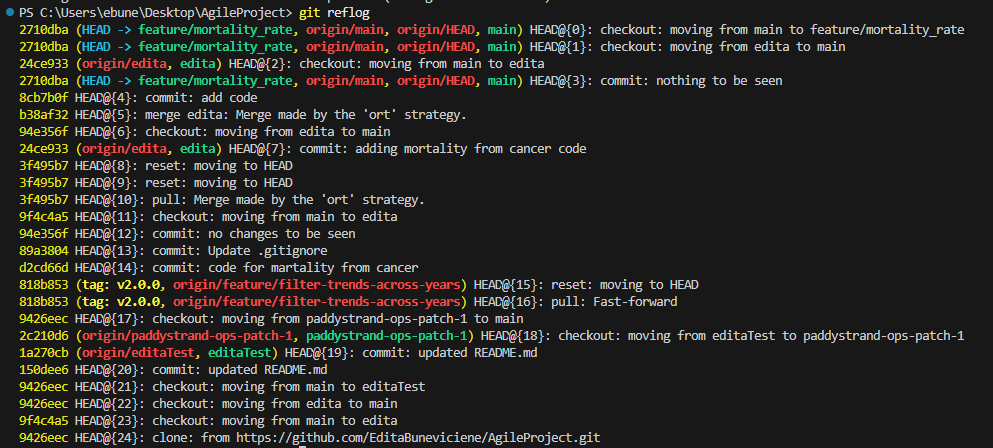 PS C:\Users\ebune\Desktop\AgileProject> git reflog
2710dba (HEAD -> feature/mortality_rate, origin/main, origin/HEAD, main) HEAD@{0}: checkout: moving from main to feature/mortality_rate
2710dba (HEAD -> feature/mortality_rate, origin/main, origin/HEAD, main) HEAD@{1}: checkout: moving from edita to main
24ce933 (origin/edita, edita) HEAD@{2}: checkout: moving from main to edita
2710dba (HEAD -> feature/mortality_rate, origin/main, origin/HEAD, main) HEAD@{3}: commit: nothing to be seen
8cb7b0f HEAD@{4}: commit: add code
b38af32 HEAD@{5}: merge edita: Merge made by the 'ort' strategy.
94e356f HEAD@{6}: checkout: moving from edita to main
24ce933 (origin/edita, edita) HEAD@{7}: commit: adding mortality from cancer code
3f495b7 HEAD@{8}: reset: moving to HEAD
3f495b7 HEAD@{9}: reset: moving to HEAD
3f495b7 HEAD@{10}: pull: Merge made by the 'ort' strategy.
9f4c4a5 HEAD@{11}: checkout: moving from main to edita
94e356f HEAD@{12}: commit: no changes to be seen
89a3804 HEAD@{13}: commit: Update .gitignore
d2cd66d HEAD@{14}: commit: code for martality from cancer
818b853 (tag: v2.0.0, origin/feature/filter-trends-across-years) HEAD@{15}: reset: moving to HEAD
818b853 (tag: v2.0.0, origin/feature/filter-trends-across-years) HEAD@{16}: pull: Fast-forward
9426eec HEAD@{17}: checkout: moving from paddystrand-ops-patch-1 to main
2c210d6 (origin/paddystrand-ops-patch-1, paddystrand-ops-patch-1) HEAD@{18}: checkout: moving from editaTest to paddystrand-ops-patch-1
1a270cb (origin/editaTest, editaTest) HEAD@{19}: commit: updated README.md
150dee6 HEAD@{20}: commit: updated README.md
9426eec HEAD@{21}: checkout: moving from main to editaTest
9426eec HEAD@{22}: checkout: moving from edita to main
9f4c4a5 HEAD@{23}: checkout: moving from main to edita
9426eec HEAD@{24}: clone: from https://github.com/EditaBuneviciene/AgileProject.git